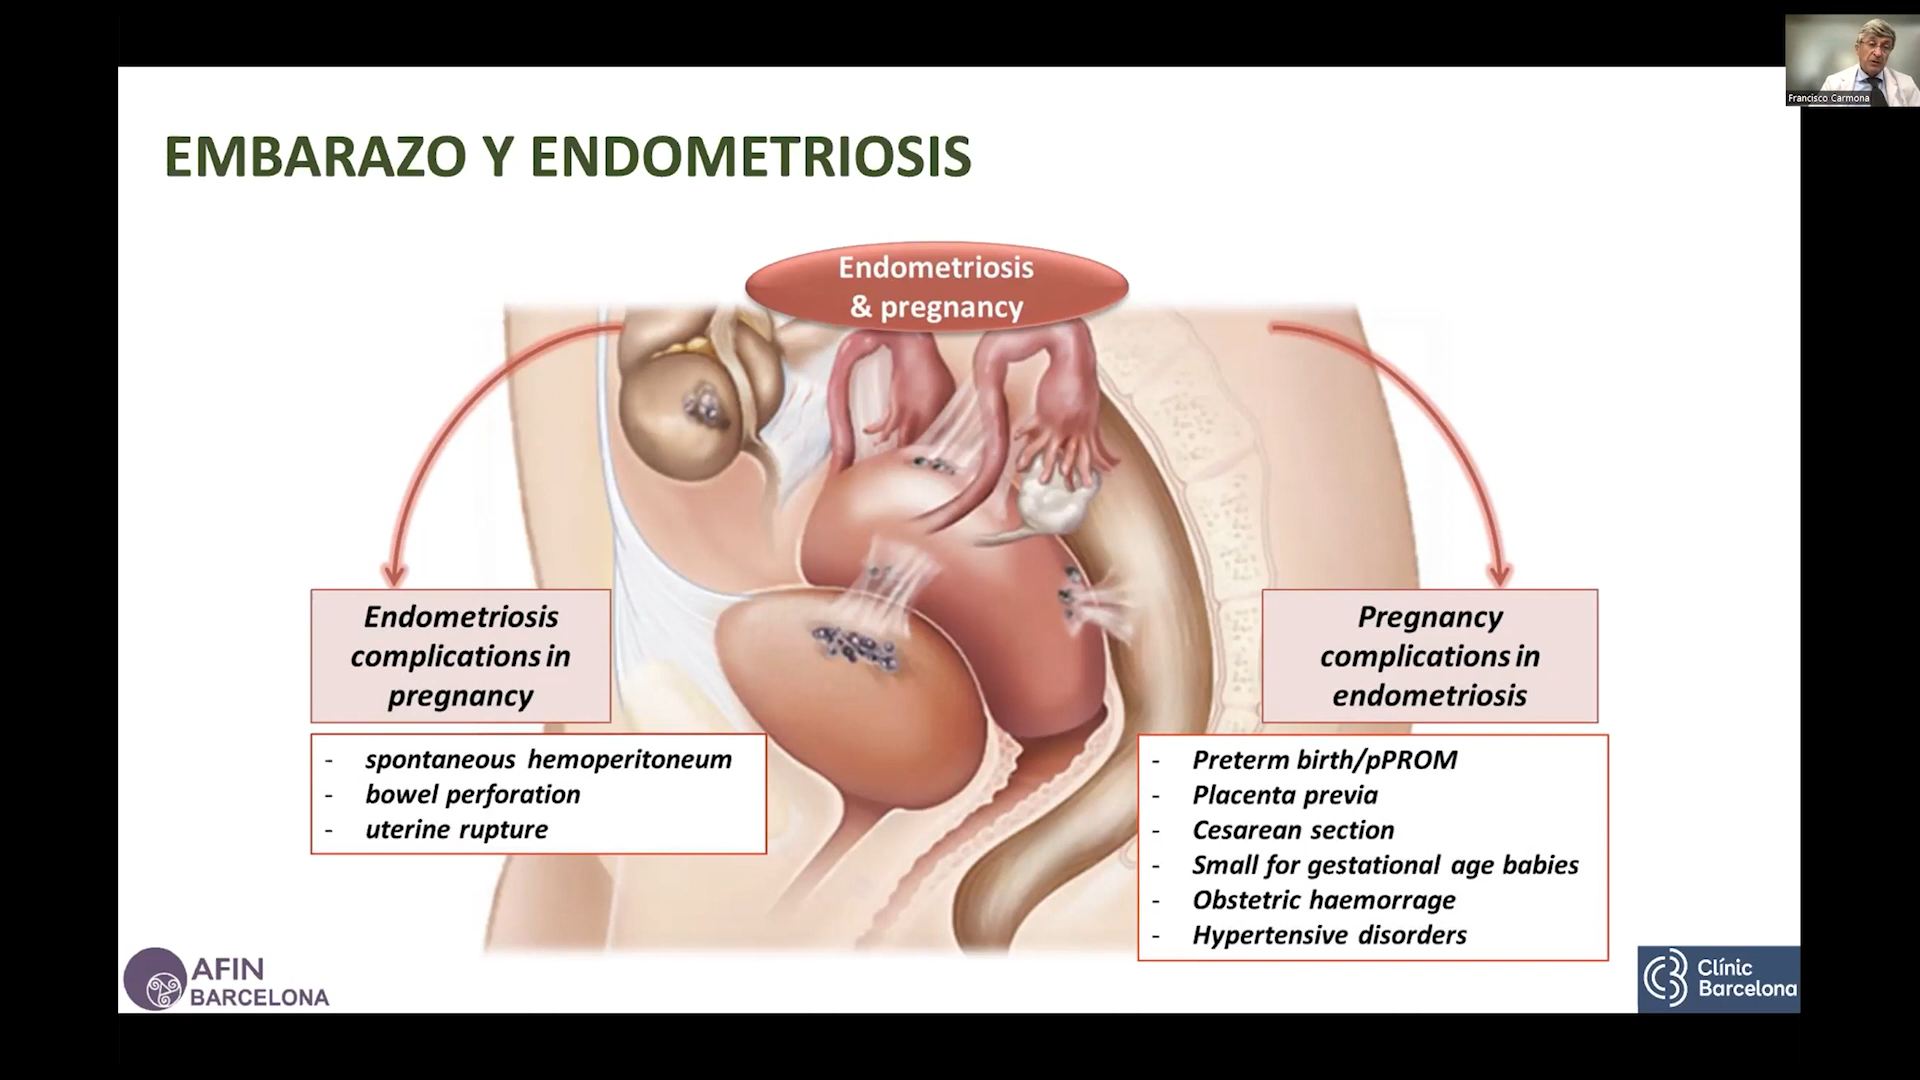 Francisco Carmona
EMBARAZO Y ENDOMETRIOSIS
Endometriosis
& pregnancy
Endometriosis
complications in
pregnancy
- spontaneous hemoperitoneum
- bowel perforation
- uterine rupture
Pregnancy
complications in
endometriosis
- Preterm birth/pPROM
- Placenta previa
- Cesarean section
- Small for gestational age babies
- Obstetric haemorrage
- Hypertensive disorders
AFIN
BARCELONA
Clínic
Barcelona